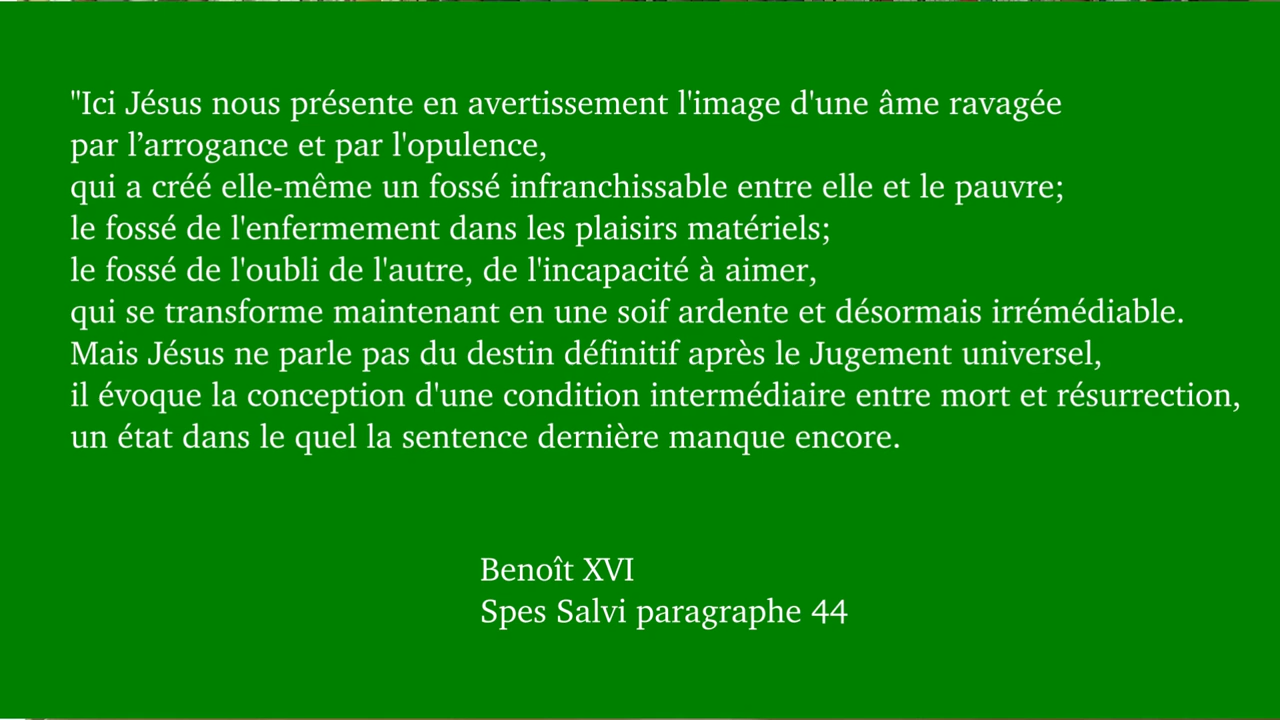 "Ici Jésus nous présente en avertissement l'image d'une âme ravagée
par l’arrogance et par l'opulence,
qui a créé elle-même un fossé infranchissable entre elle et le pauvre;
le fossé de l'enfermement dans les plaisirs matériels;
le fossé de l'oubli de l'autre, de l'incapacité à aimer,
qui se transforme maintenant en une soif ardente et désormais irrémédiable.
Mais Jésus ne parle pas du destin définitif après le Jugement universel,
il évoque la conception d'une condition intermédiaire entre mort et résurrection,
un état dans le quel la sentence dernière manque encore.
Benoît XVI
Spes Salvi paragraphe 44